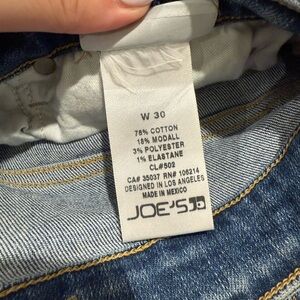 W 30
78% COTTON
18% MODALL
3% POLYESTER
1% ELASTANE
CL#502
CA# 35037 RN# 106214
DESIGNED IN LOS ANGELES
MADE IN MEXICO
JOE'S